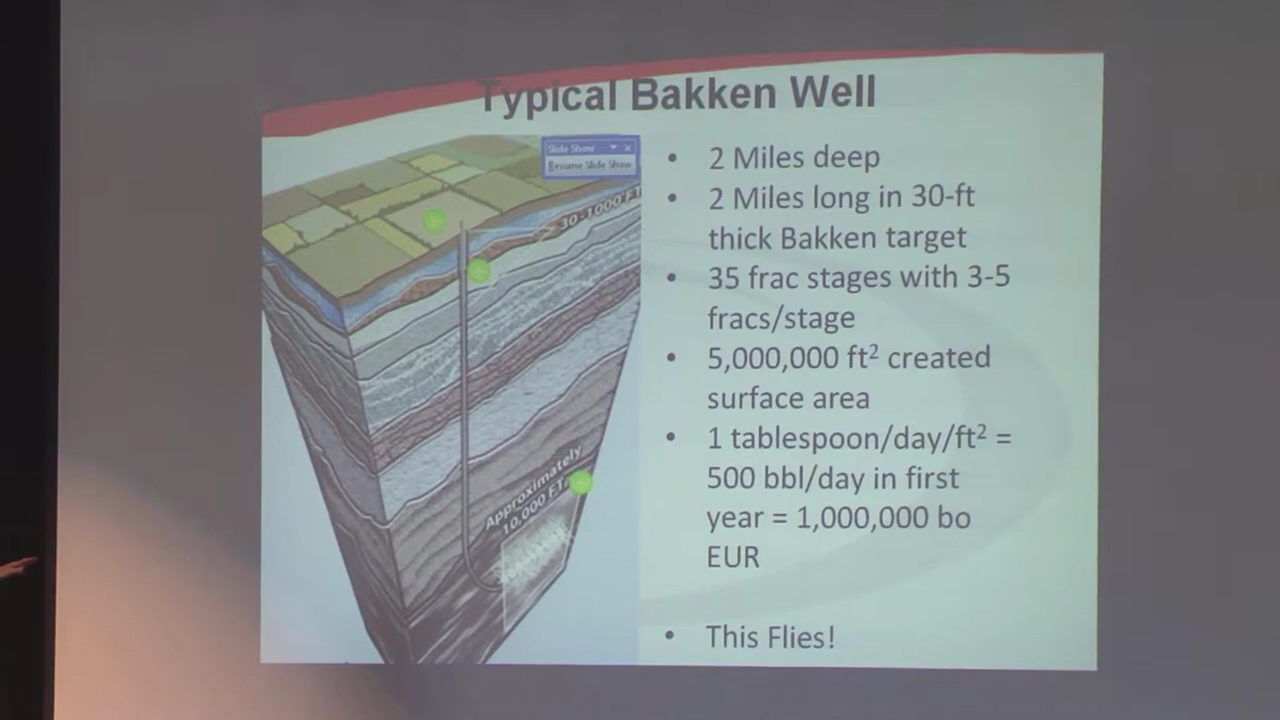 Typical Bakken Well
Slide Show
Resume Slide Show
30-1000 FT
Approximately
10,000 FT.
• 2 Miles deep
• 2 Miles long in 30-ft
thick Bakken target
• 35 frac stages with 3-5
fracs/stage
• 5,000,000 ft² created
surface area
• 1 tablespoon/day/ft² =
500 bbl/day in first
year = 1,000,000 bo
EUR
• This Flies!